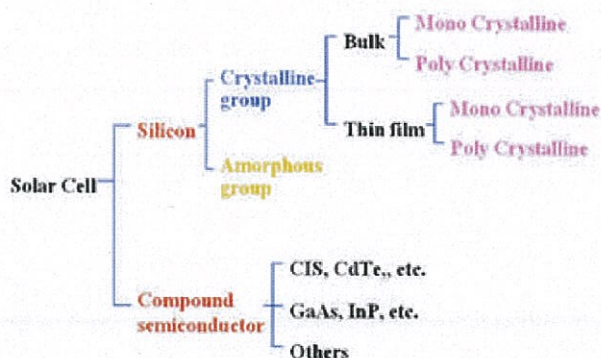 Mono Crystalline
Bulk
Poly Crystalline
Crystalline
group
Mono Crystalline
Silicon
Thin film
Poly Crystalline
Amorphous
group
Solar Cell
CIS, CdTe,, etc.
Compound
semiconductor
GaAs, InP, etc.
Others